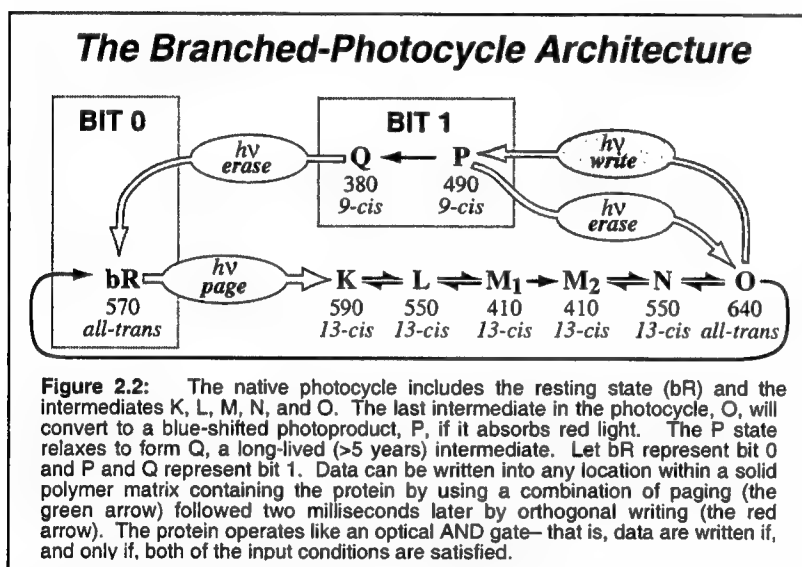 The Branched-Photocycle Architecture
BIT 0
BIT 1
hν
erase
Q
380
9-cis
P
490
9-cis
hν
write
hν
erase
bR
570
all-trans
hν
page
K
590
13-cis
L
550
13-cis
M1
410
13-cis
M2
410
13-cis
N
550
13-cis
O
640
all-trans
Figure 2.2: The native photocycle includes the resting state (bR) and the
intermediates K, L, M, N, and O. The last intermediate in the photocycle, O, will
convert to a blue-shifted photoproduct, P, if it absorbs red light. The P state
relaxes to form Q, a long-lived (>5 years) intermediate. Let bR represent bit 0
and P and Q represent bit 1. Data can be written into any location within a solid
polymer matrix containing the protein by using a combination of paging (the
green arrow) followed two milliseconds later by orthogonal writing (the red
arrow). The protein operates like an optical AND gate– that is, data are written if,
and only if, both of the input conditions are satisfied.